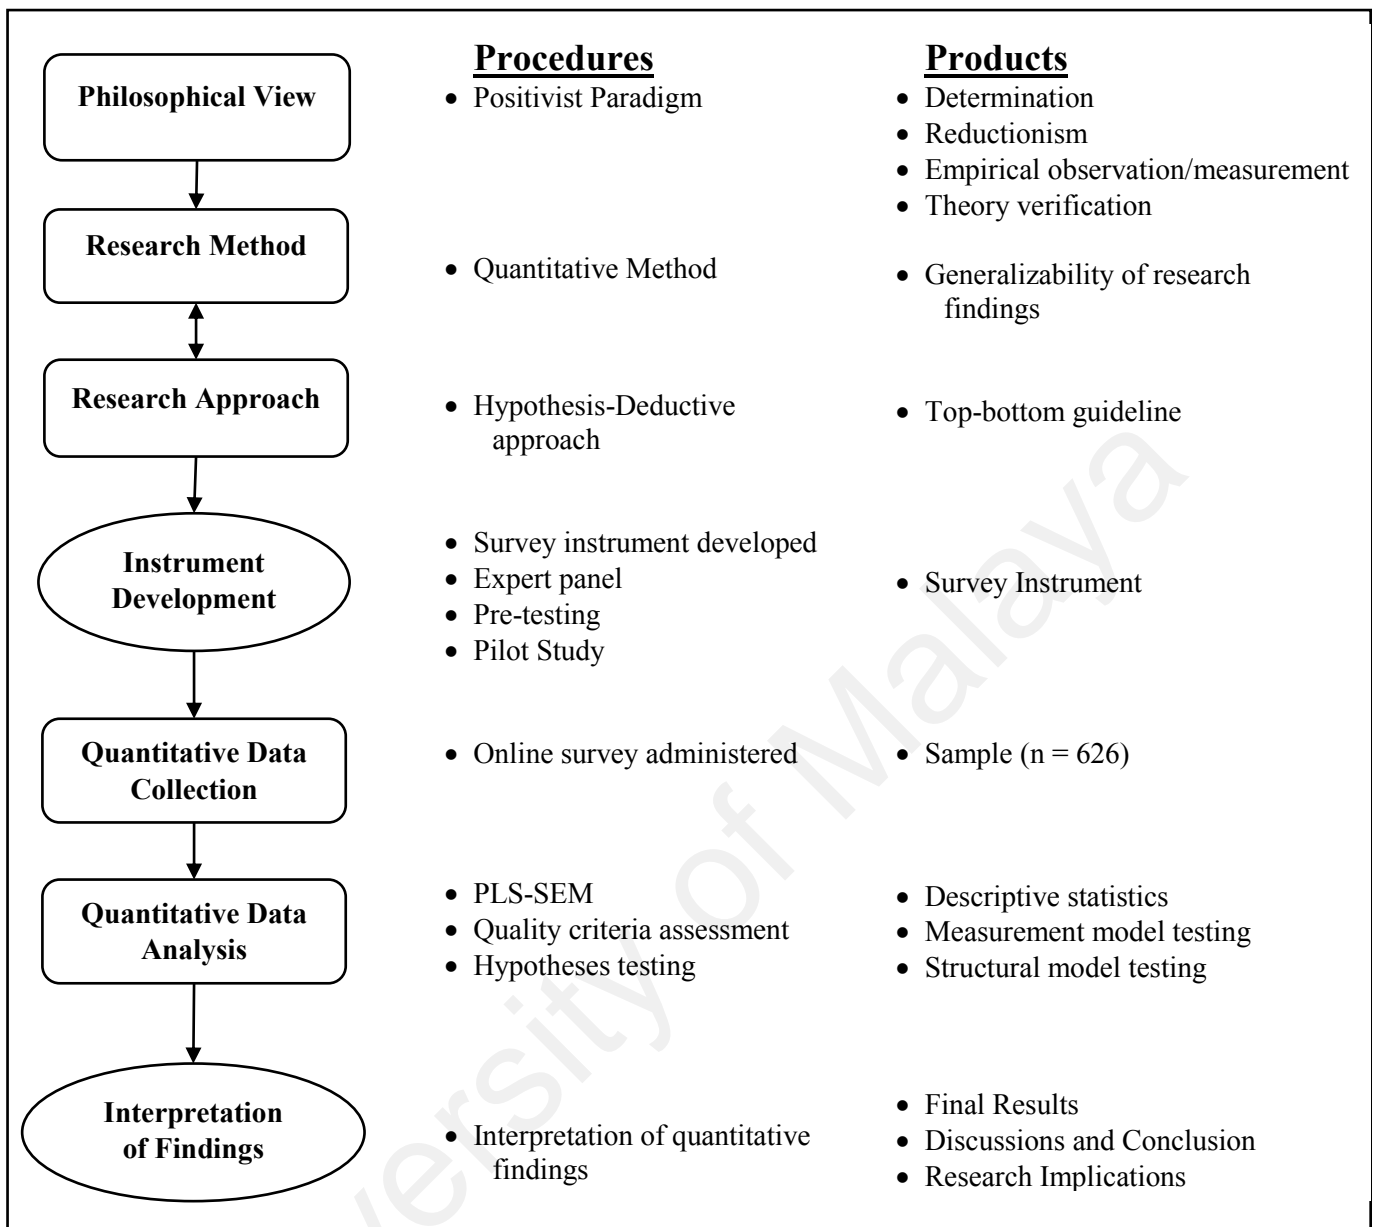 Procedures
Products
Philosophical View
• Positivist Paradigm
• Determination
• Reductionism
• Empirical observation/measurement
• Theory verification
Research Method
• Quantitative Method
• Generalizability of research
findings
Research Approach
• Hypothesis-Deductive
approach
• Top-bottom guideline
Instrument
Development
• Survey instrument developed
• Expert panel
• Pre-testing
• Pilot Study
• Survey Instrument
Quantitative Data
Collection
• Online survey administered
• Sample (n = 626)
Quantitative Data
Analysis
• PLS-SEM
• Quality criteria assessment
• Hypotheses testing
• Descriptive statistics
• Measurement model testing
• Structural model testing
Interpretation
of Findings
• Interpretation of quantitative
findings
• Final Results
• Discussions and Conclusion
• Research Implications
versity of Malaya